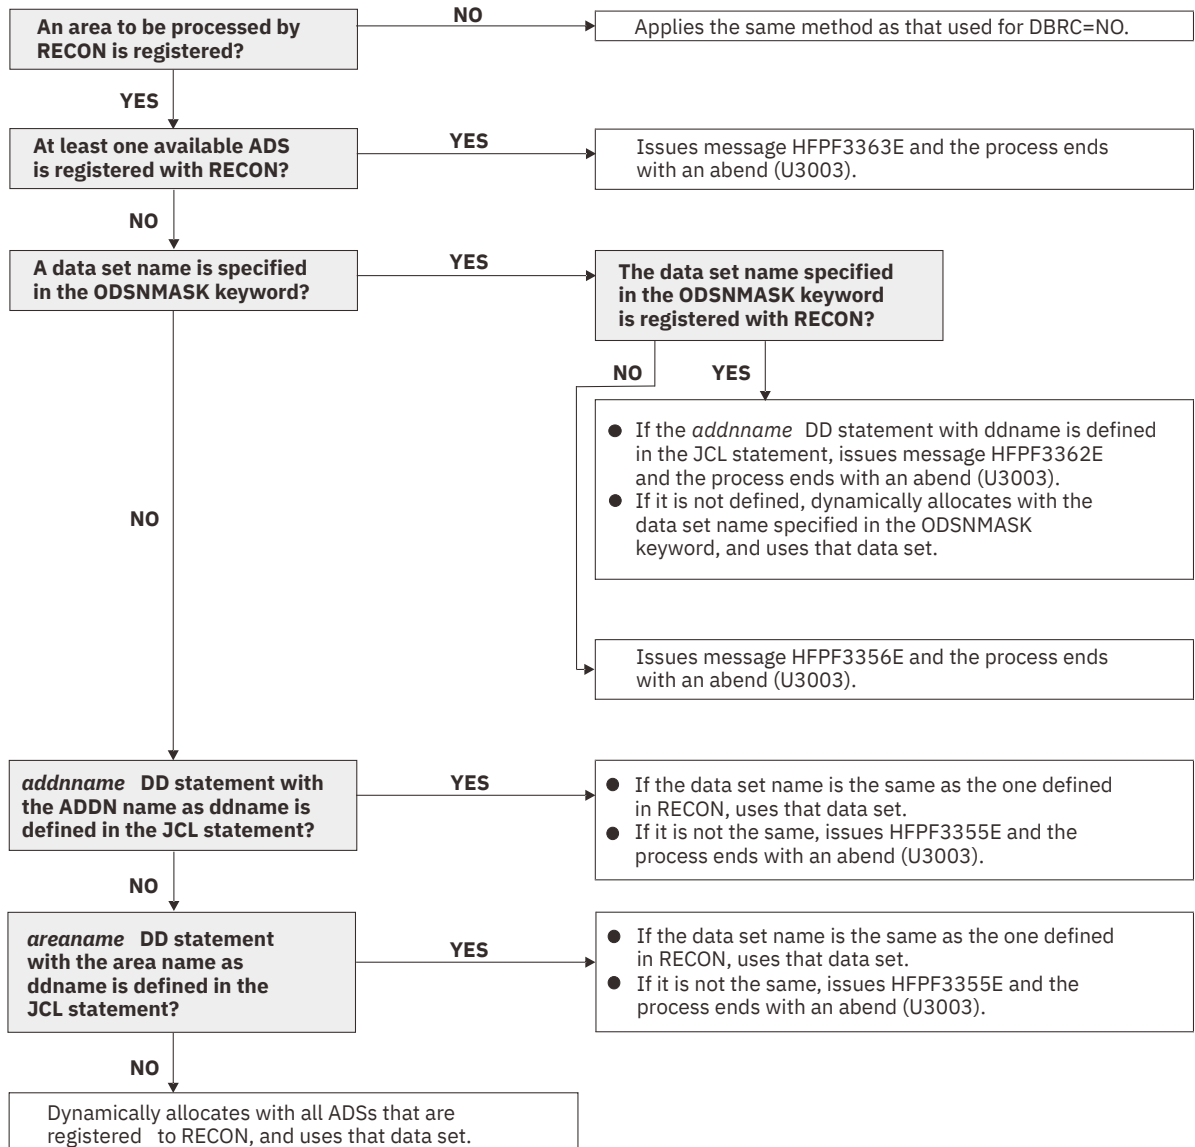 An area to be processed by
RECON is registered?
NO
Applies the same method as that used for DBRC=NO.
YES
At least one available ADS
is registered with RECON?
YES
Issues message HFPF3363E and the process ends
with an abend (U3003).
NO
A data set name is specified
in the ODSNMASK keyword?
YES
The data set name specified
in the ODSNMASK keyword
is registered with RECON?
NO
YES
● If the addnname DD statement with ddname is defined
in the JCL statement, issues message HFPF3362E
and the process ends with an abend (U3003).
● If it is not defined, dynamically allocates with the
data set name specified in the ODSNMASK
keyword, and uses that data set.
NO
Issues message HFPF3356E and the process ends
with an abend (U3003).
addnname DD statement with
the ADDN name as ddname is
defined in the JCL statement?
YES
● If the data set name is the same as the one defined
in RECON, uses that data set.
● If it is not the same, issues HFPF3355E and the
process ends with an abend (U3003).
NO
areaname DD statement
with the area name as
ddname is defined in the
JCL statement?
YES
● If the data set name is the same as the one defined
in RECON, uses that data set.
● If it is not the same, issues HFPF3355E and the
process ends with an abend (U3003).
NO
Dynamically allocates with all ADSs that are
registered to RECON, and uses that data set.